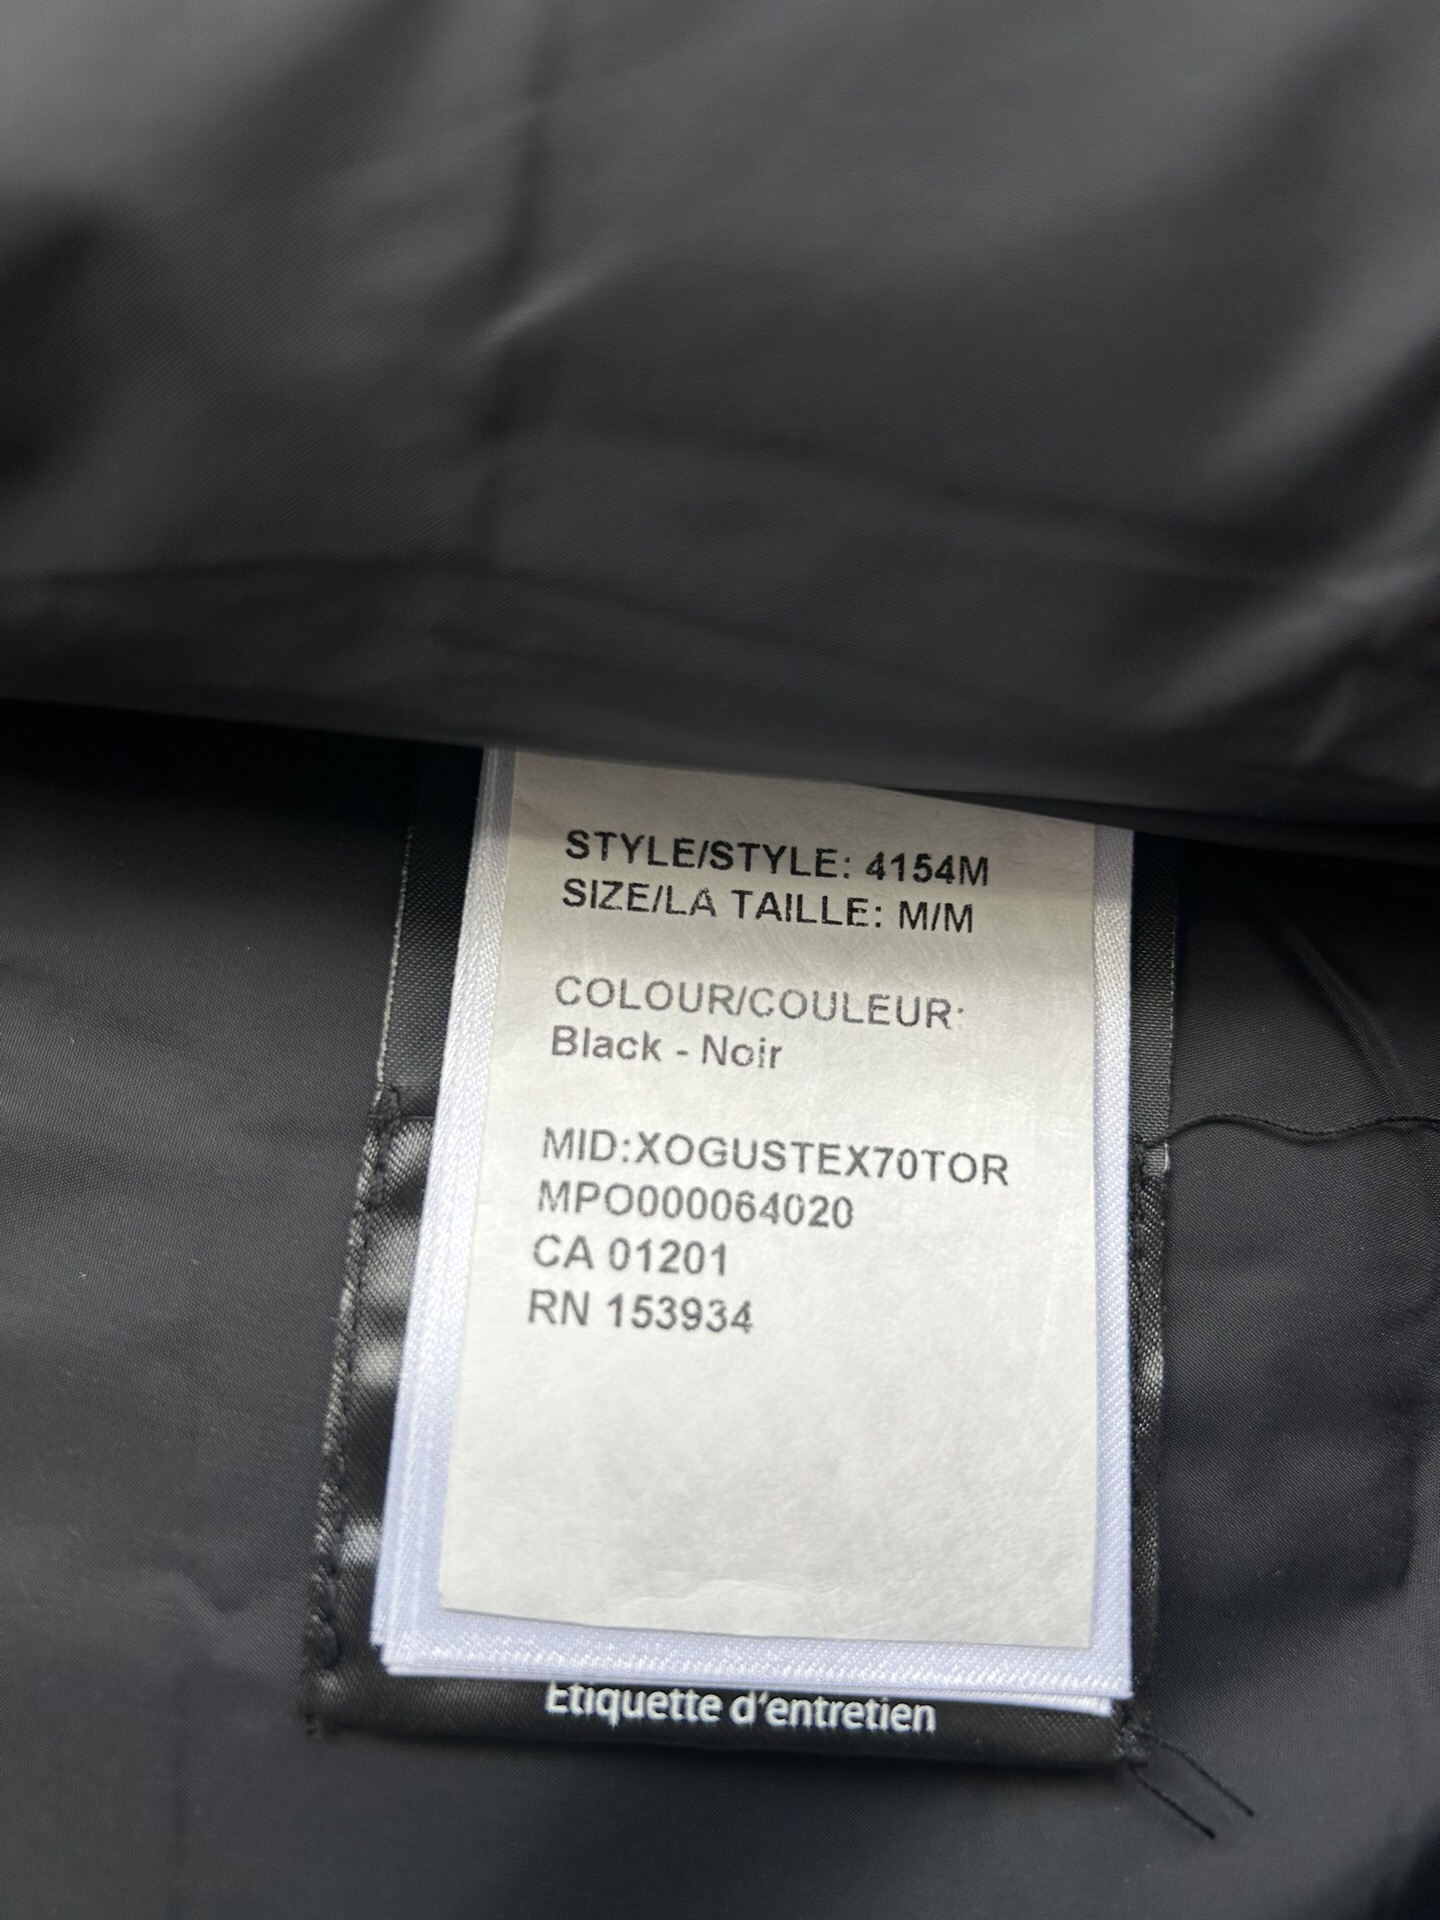 STYLE/STYLE: 4154M
SIZE/LA TAILLE: M/M
COLOUR/COULEUR:
Black - Noir
MID:XOGUSTEX70TOR
MPO000064020
CA 01201
RN 153934
Etiquette d'entretien